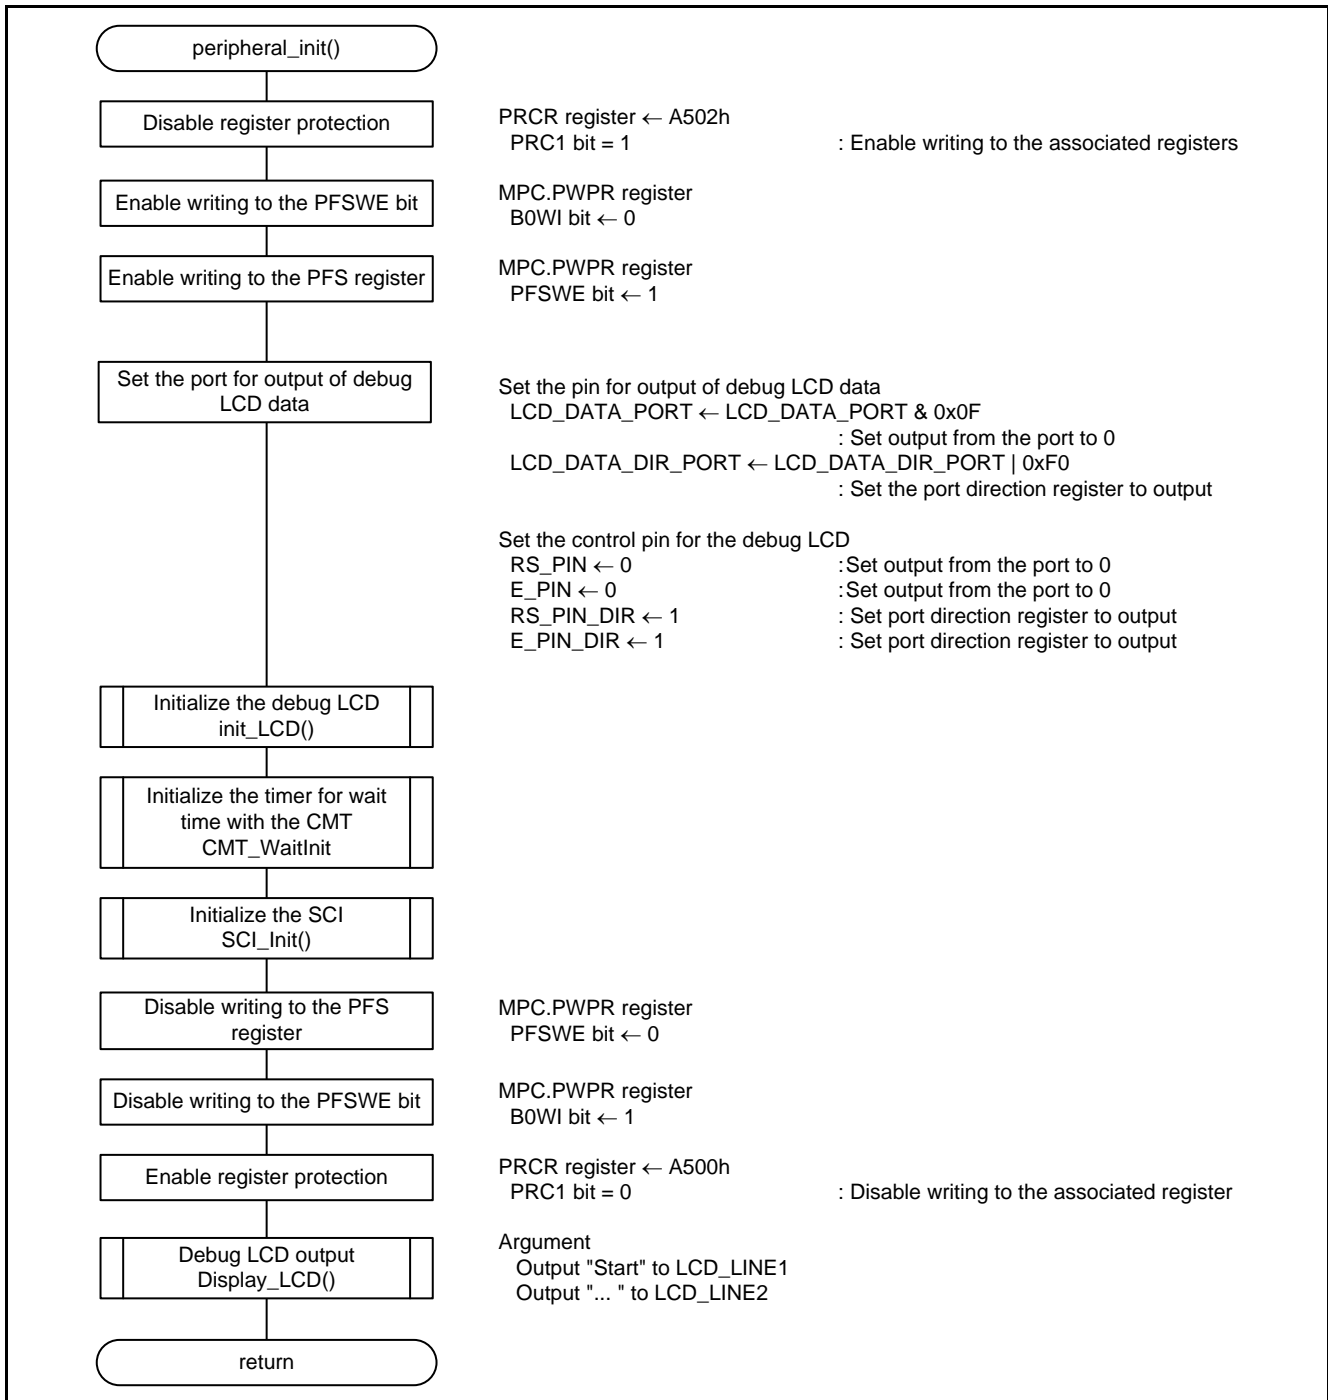 peripheral_init()
Disable register protection
PRCR register ← A502h
PRC1 bit = 1 : Enable writing to the associated registers
Enable writing to the PFSWE bit
MPC.PWPR register
B0WI bit ← 0
Enable writing to the PFS register
MPC.PWPR register
PFSWE bit ← 1
Set the port for output of debug
LCD data
Set the pin for output of debug LCD data
LCD_DATA_PORT ← LCD_DATA_PORT & 0x0F
: Set output from the port to 0
LCD_DATA_DIR_PORT ← LCD_DATA_DIR_PORT | 0xF0
: Set the port direction register to output
Set the control pin for the debug LCD
RS_PIN ← 0 :Set output from the port to 0
E_PIN ← 0 :Set output from the port to 0
RS_PIN_DIR ← 1 : Set port direction register to output
E_PIN_DIR ← 1 : Set port direction register to output
Initialize the debug LCD
init_LCD()
Initialize the timer for wait
time with the CMT
CMT_WaitInit
Initialize the SCI
SCI_Init()
Disable writing to the PFS
register
MPC.PWPR register
PFSWE bit ← 0
Disable writing to the PFSWE bit
MPC.PWPR register
B0WI bit ← 1
Enable register protection
PRCR register ← A500h
PRC1 bit = 0 : Disable writing to the associated register
Debug LCD output
Display_LCD()
Argument
Output "Start" to LCD_LINE1
Output "... " to LCD_LINE2
return